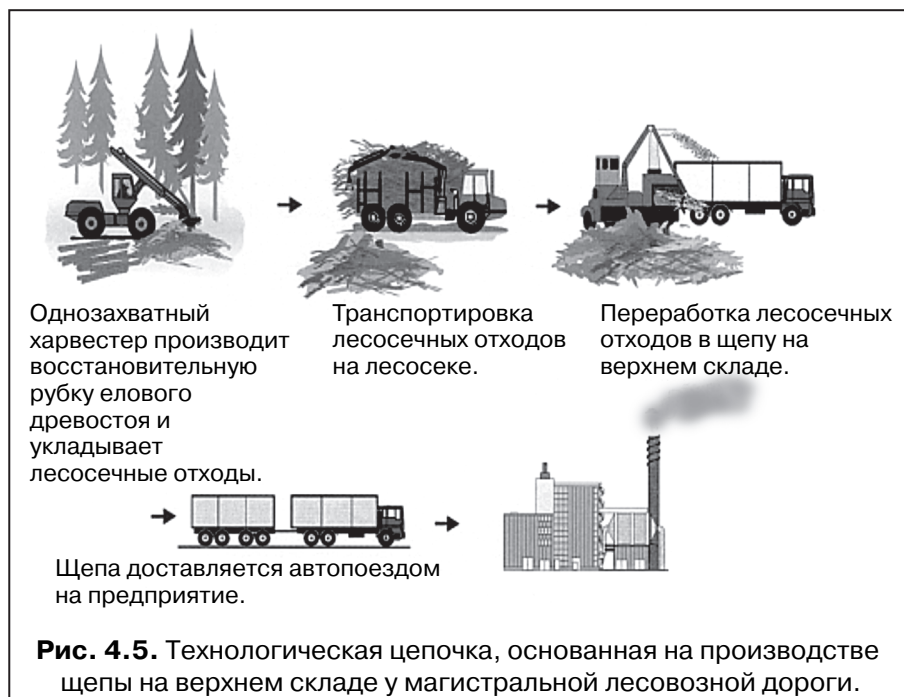 Однозахватный
харвестер производит
восстановительную
рубку елового
древостоя и
укладывает
лесосечные отходы.
Транспортировка
лесосечных отходов
на лесосеке.
Переработка лесосечных
отходов в щепу на
верхнем складе.
Щепа доставляется автопоездом
на предприятие.
Рис. 4.5. Технологическая цепочка, основанная на производстве
щепы на верхнем складе у магистральной лесовозной дороги.